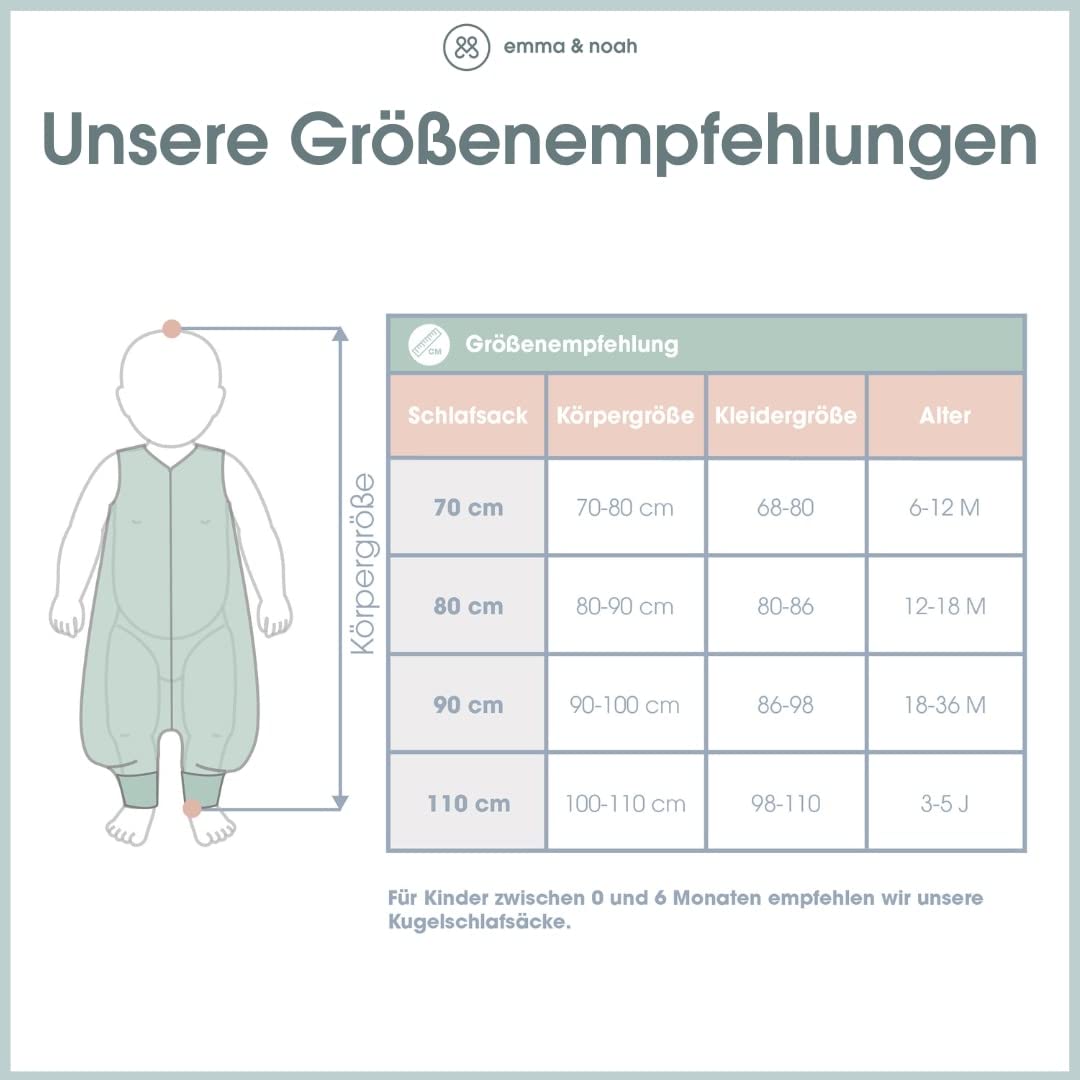 emma & noah
Unsere Größenempfehlungen
Körpergröße
CM
Größenempfehlung
Schlafsack Körpergröße Kleidergröße Alter
70 cm 70-80 cm 68-80 6-12 M
80 cm 80-90 cm 80-86 12-18 M
90 cm 90-100 cm 86-98 18-36 M
110 cm 100-110 cm 98-110 3-5 J
Für Kinder zwischen 0 und 6 Monaten empfehlen wir unsere
Kugelschlafsäcke.